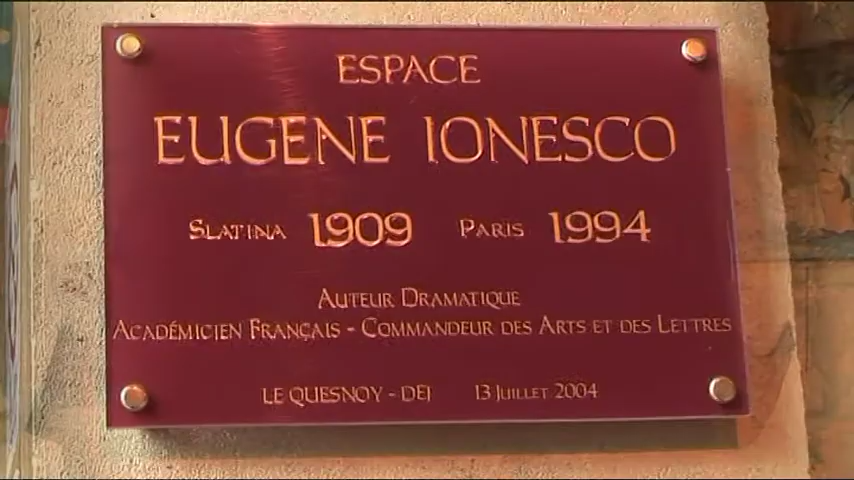 ESPACE
EUGENE IONESCO
SLATINA 1909 PARIS 1994
AUTEUR DRAMATIQUE
ACADÉMICIEN FRANÇAIS - COMMANDEUR DES ARTS ET DES LETTRES
LE QUESNOY - DEJ 13 JUILLET 2004